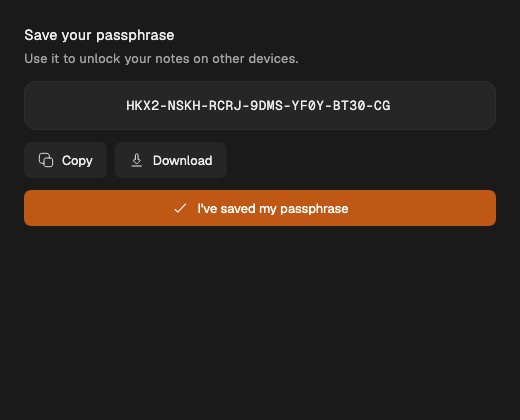 Save your passphrase
Use it to unlock your notes on other devices.
HKX2-NSKH-RCRJ-9DMS-YF0Y-BT30-CG
Copy
Download
I've saved my passphrase